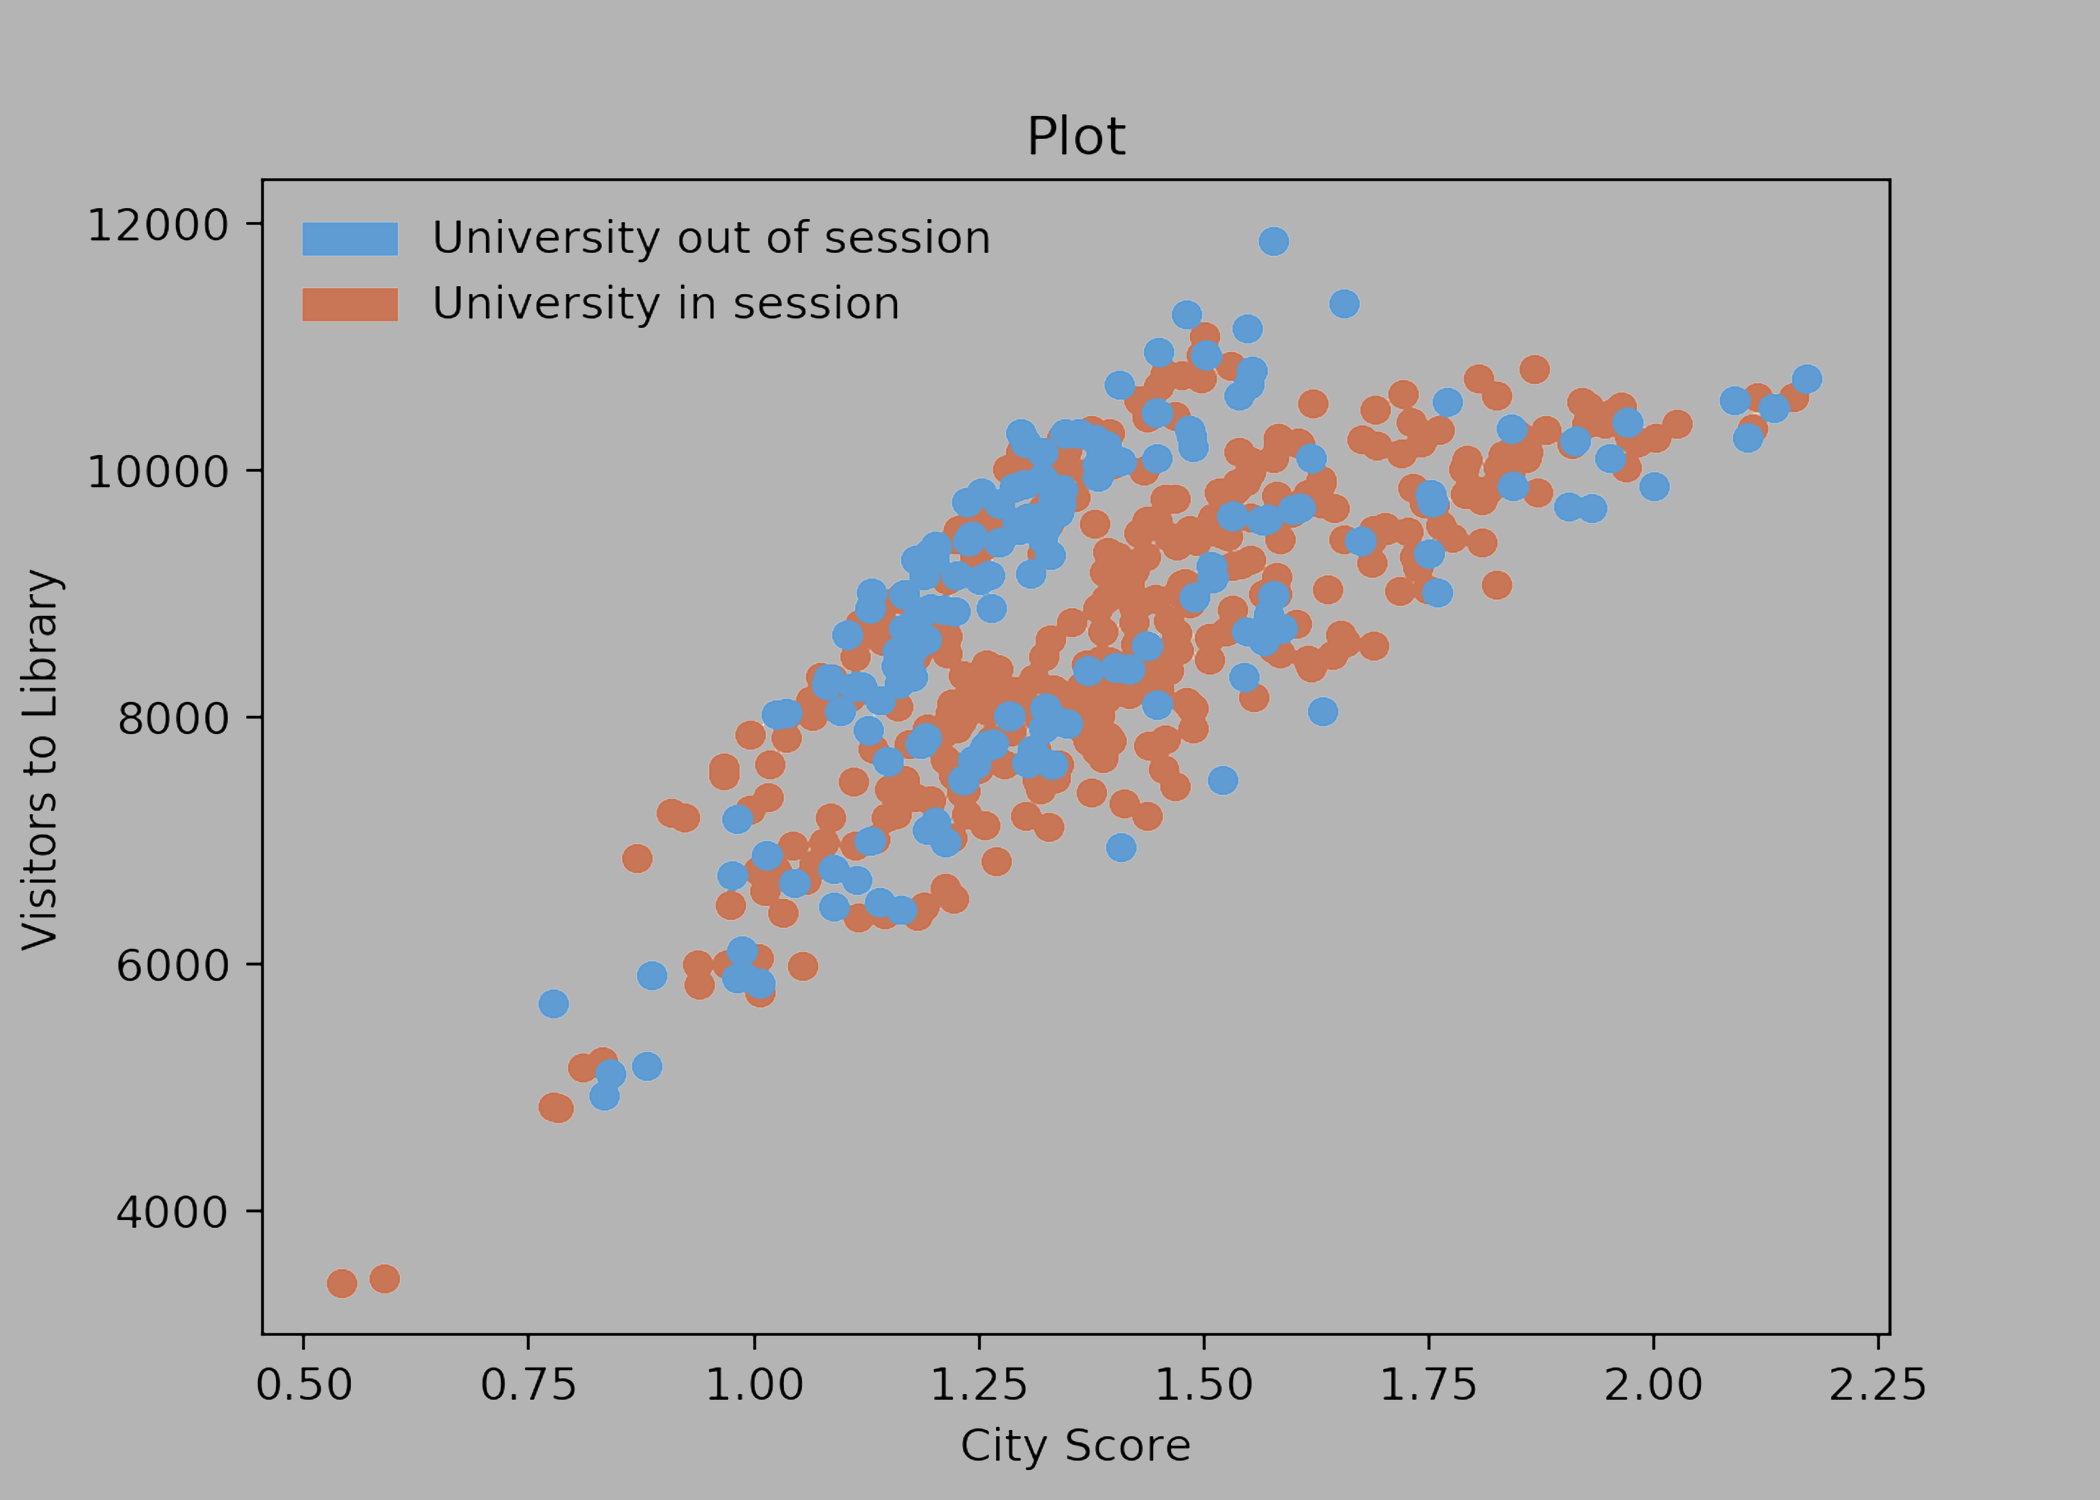 Plot
University out of session
University in session
12000
10000
8000
6000
4000
Visitors to Library
0.50 0.75 1.00 1.25 1.50 1.75 2.00 2.25
City Score